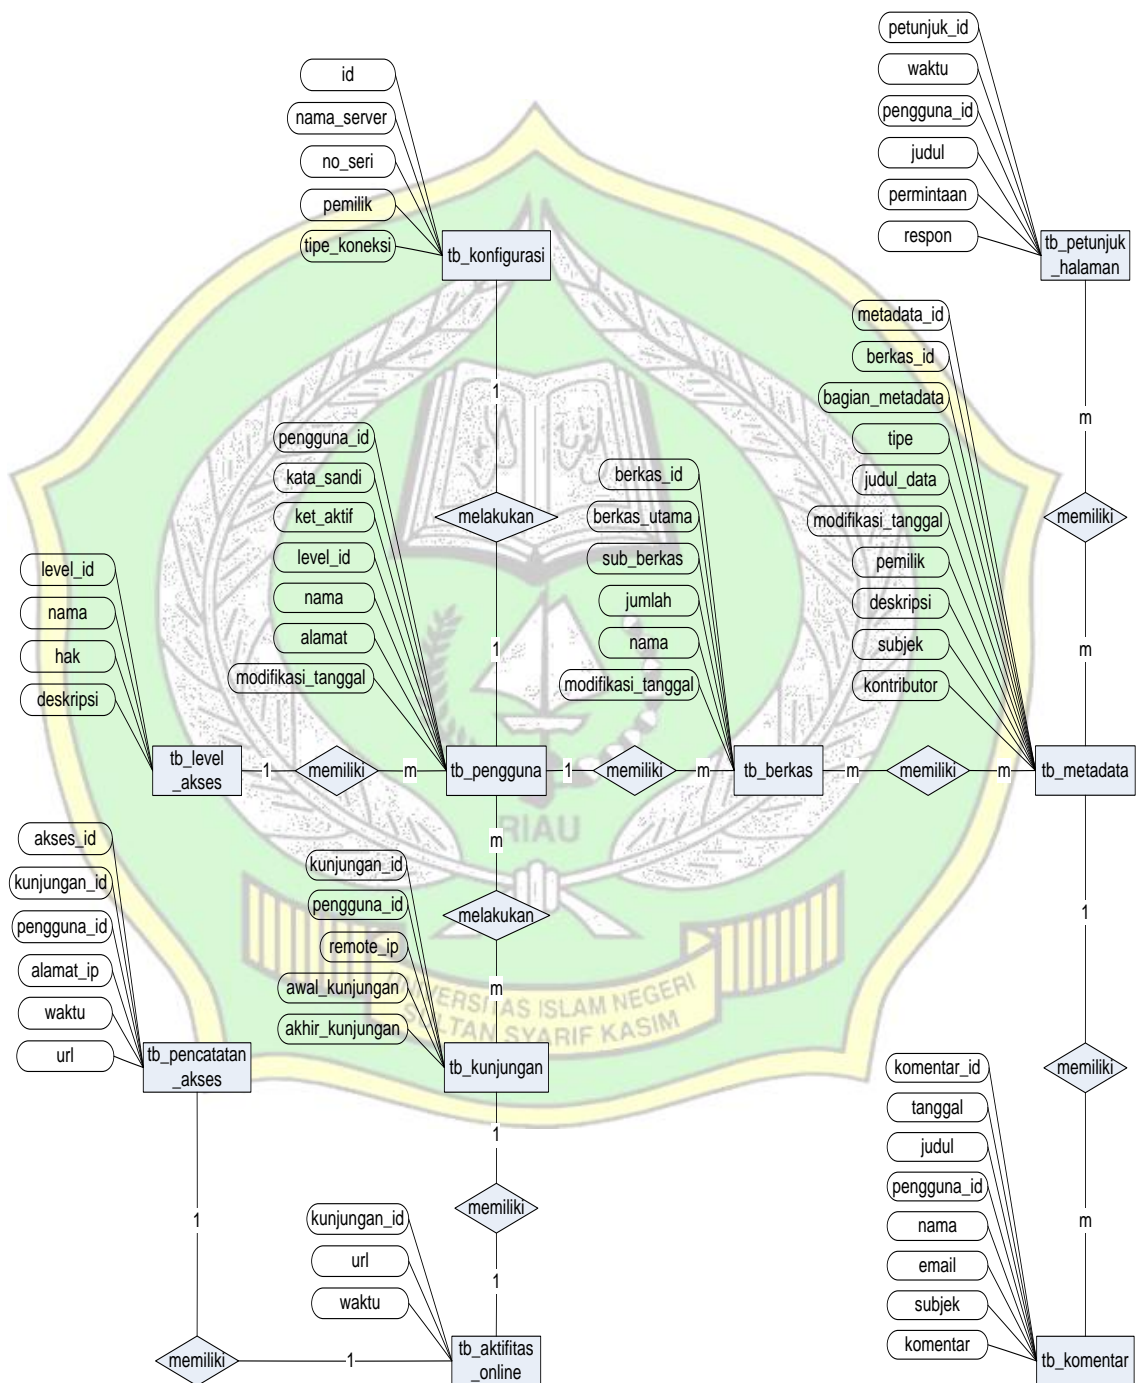 petunjuk_id
waktu
pengguna_id
judul
permintaan
respon
tb_petunjuk
_halaman
id
nama_server
no_seri
pemilik
tipe_koneksi
tb_konfigurasi
1
melakukan
1
m
memiliki
m
metadata_id
berkas_id
bagian_metadata
tipe
judul_data
modifikasi_tanggal
pemilik
deskripsi
subjek
kontributor
tb_metadata
pengguna_id
kata_sandi
ket_aktif
level_id
nama
alamat
modifikasi_tanggal
tb_pengguna
berkas_id
berkas_utama
sub_berkas
jumlah
nama
modifikasi_tanggal
tb_berkas
level_id
nama
hak
deskripsi
tb_level
_akses
1
memiliki
m
1
memiliki
m
m
memiliki
m
RIAU
m
melakukan
m
UNIVERSITAS ISLAM NEGERI
SULTAN SYARIF KASIM
akses_id
kunjungan_id
pengguna_id
alamat_ip
waktu
url
tb_pencatatan
_akses
kunjungan_id
pengguna_id
remote_ip
awal_kunjungan
akhir_kunjungan
tb_kunjungan
1
memiliki
m
komentar_id
tanggal
judul
pengguna_id
nama
email
subjek
komentar
tb_komentar
1
memiliki
1
kunjungan_id
url
waktu
tb_aktifitas
_online
1
memiliki
1